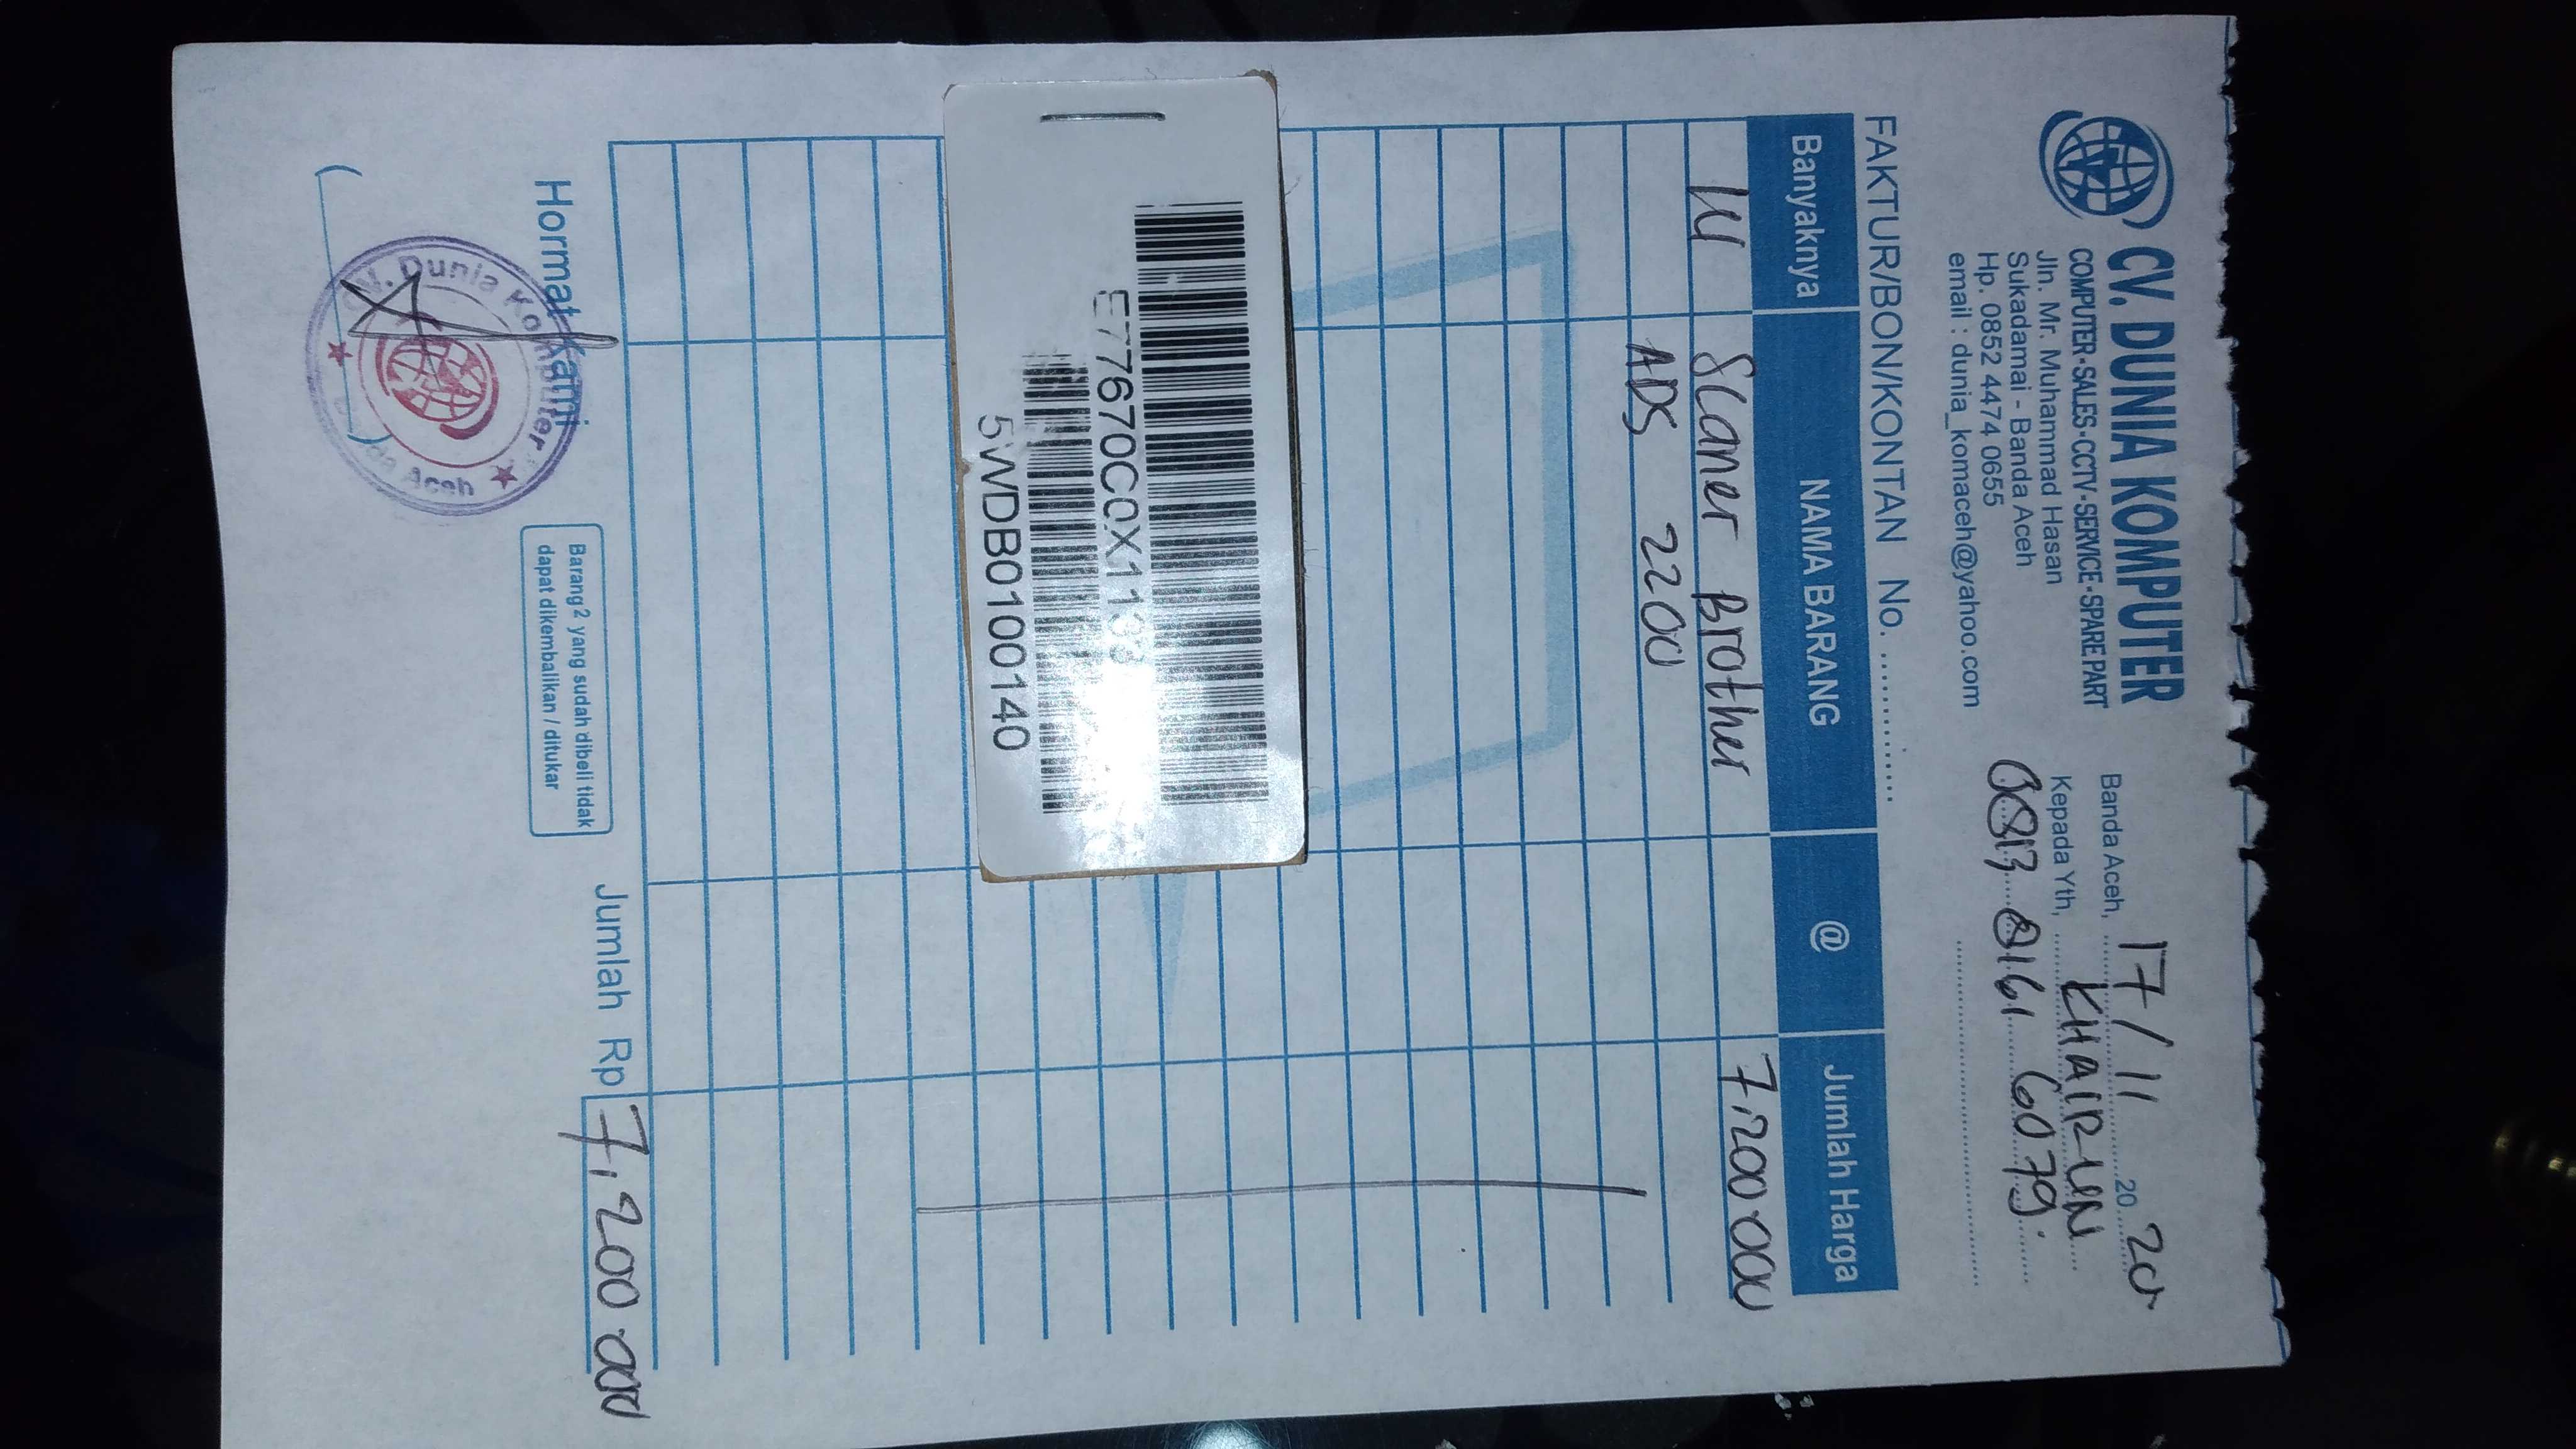 CV. DUNIA KOMPUTER
COMPUTER-SALES-CCTV-SERVICE-SPARE PART
Jln. Mr. Muhammad Hasan
Sukadamai - Banda Aceh
Hp. 0852 4474 0655
email : dunia_komaceh@yahoo.com
Banda Aceh, 17/11 20 20
Kepada Yth, KHAIRUN
0813 8161 6079.
FAKTUR/BON/KONTAN No. ............
Banyaknya NAMA BARANG @ Jumlah Harga
1U Scaner Brother 7.200.000
ADS 2200
5WDB0100140
Jumlah Rp 7.200.000
Hormat Kami
CV. Dunia Komputer
Aceh
Barang2 yang sudah dibeli tidak
dapat dikembalikan / ditukar